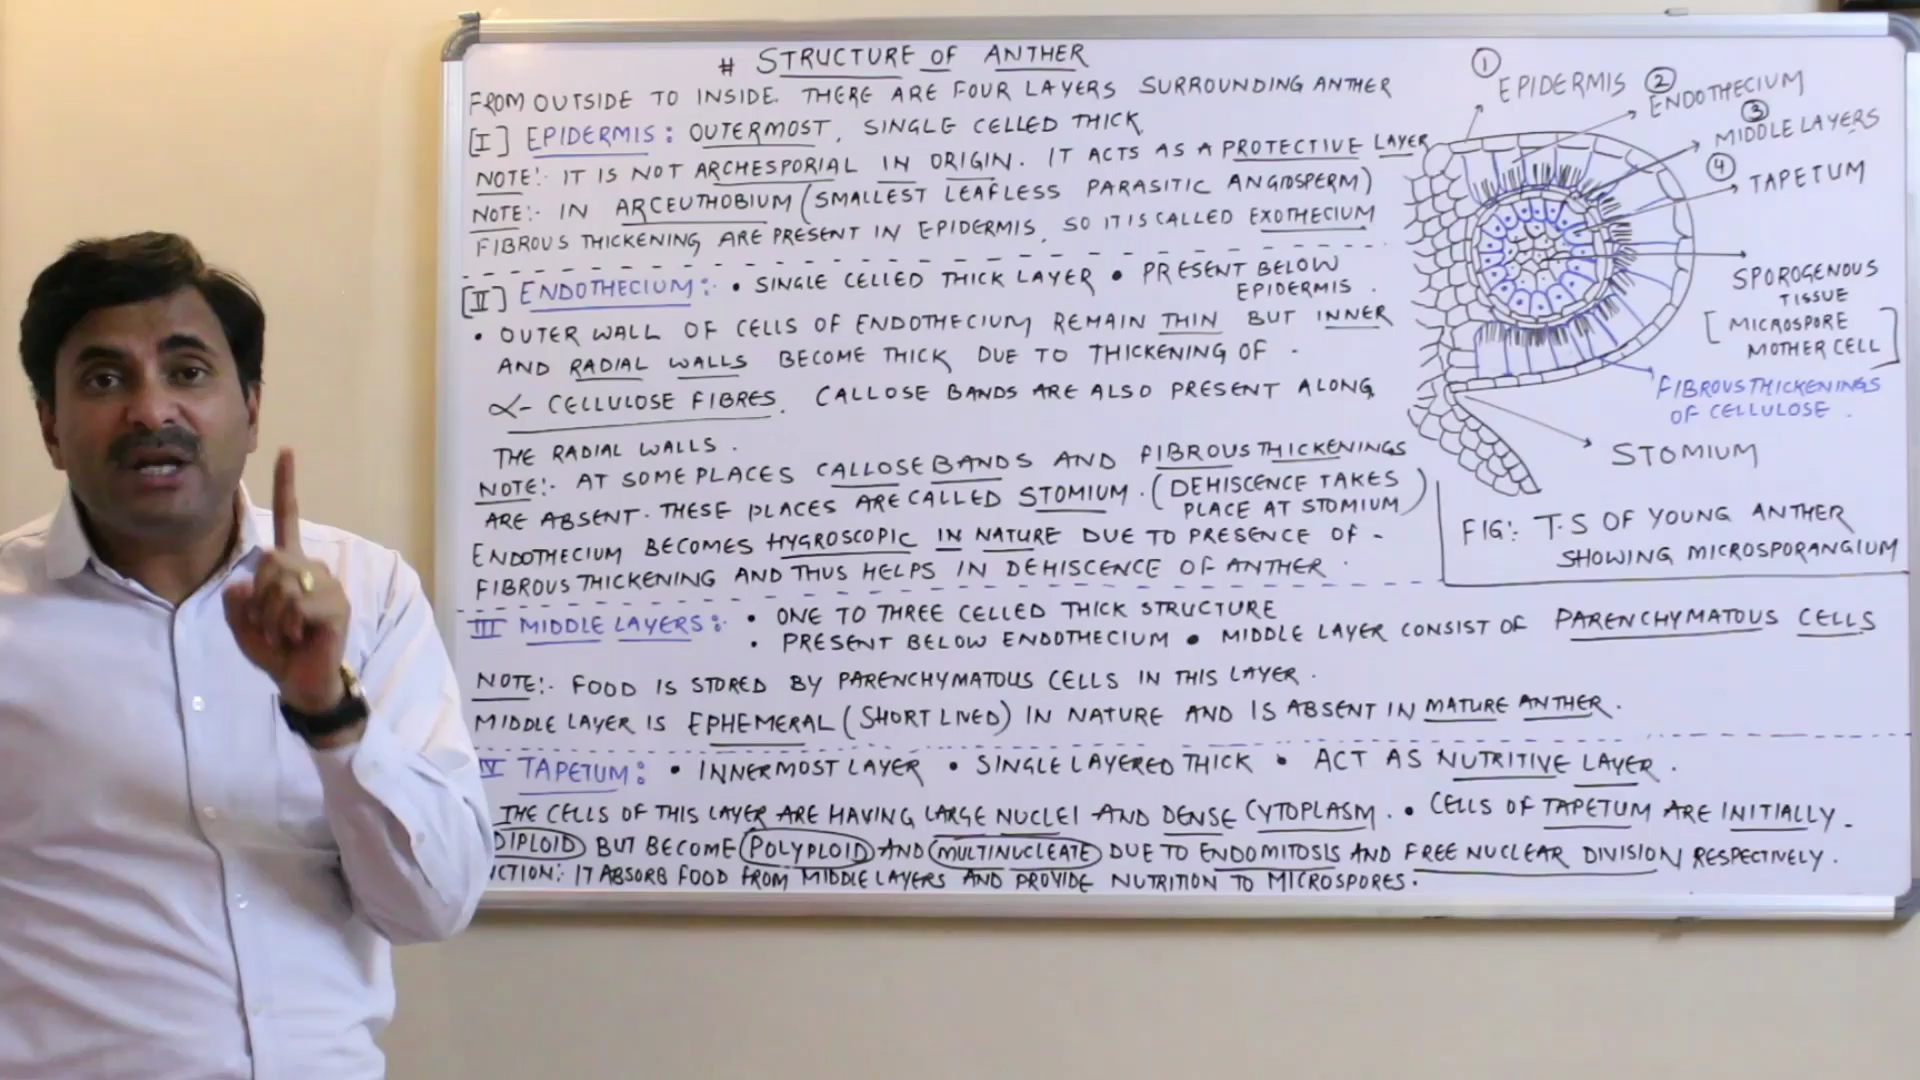 # STRUCTURE OF ANTHER
FROM OUTSIDE TO INSIDE THERE ARE FOUR LAYERS SURROUNDING ANTHER
[I] EPIDERMIS: OUTERMOST, SINGLE CELLED THICK,
NOTE:- IT IS NOT ARCHESPORIAL IN ORIGIN. IT ACTS AS A PROTECTIVE LAYER
NOTE:- IN ARCEUTHOBIUM (SMALLEST LEAFLESS PARASITIC ANGIOSPERM)
FIBROUS THICKENING ARE PRESENT IN EPIDERMIS, SO IT IS CALLED EXOTHECIUM
[II] ENDOTHECIUM:- • SINGLE CELLED THICK LAYER • PRESENT BELOW
EPIDERMIS.
• OUTER WALL OF CELLS OF ENDOTHECIUM REMAIN THIN BUT INNER
AND RADIAL WALLS BECOME THICK DUE TO THICKENING OF -
α- CELLULOSE FIBRES. CALLOSE BANDS ARE ALSO PRESENT ALONG
THE RADIAL WALLS.
NOTE:- AT SOME PLACES CALLOSE BANDS AND FIBROUS THICKENINGS
ARE ABSENT. THESE PLACES ARE CALLED STOMIUM. (DEHISCENCE TAKES
PLACE AT STOMIUM)
ENDOTHECIUM BECOMES HYGROSCOPIC IN NATURE DUE TO PRESENCE OF -
FIBROUS THICKENING AND THUS HELPS IN DEHISCENCE OF ANTHER.
III MIDDLE LAYERS:- • ONE TO THREE CELLED THICK STRUCTURE
• PRESENT BELOW ENDOTHECIUM • MIDDLE LAYER CONSIST OF PARENCHYMATOUS CELLS
NOTE:- FOOD IS STORED BY PARENCHYMATOUS CELLS IN THIS LAYER.
MIDDLE LAYER IS EPHEMERAL (SHORT LIVED) IN NATURE AND IS ABSENT IN MATURE ANTHER.
IV TAPETUM: • INNERMOST LAYER • SINGLE LAYERED THICK • ACT AS NUTRITIVE LAYER.
THE CELLS OF THIS LAYER ARE HAVING LARGE NUCLEI AND DENSE CYTOPLASM. • CELLS OF TAPETUM ARE INITIALLY -
DIPLOID BUT BECOME POLYPLOID AND MULTINUCLEATE DUE TO ENDOMITOSIS AND FREE NUCLEAR DIVISION RESPECTIVELY.
CTION:- IT ABSORB FOOD FROM MIDDLE LAYERS AND PROVIDE NUTRITION TO MICROSPORES.
① EPIDERMIS
② ENDOTHECIUM
③ MIDDLE LAYERS
④ TAPETUM
SPOROGENOUS
TISSUE
[MICROSPORE
MOTHER CELL]
FIBROUS THICKENINGS
OF CELLULOSE.
STOMIUM
FIG:- T.S OF YOUNG ANTHER
SHOWING MICROSPORANGIUM